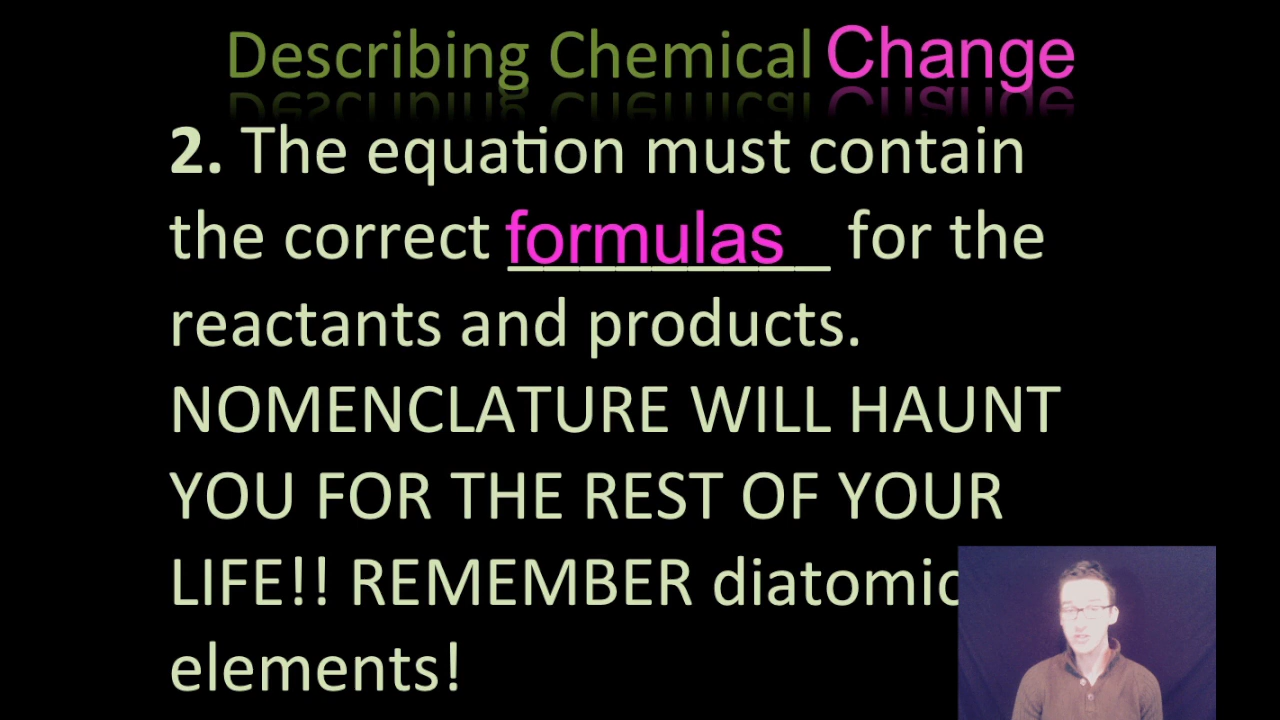 Describing Chemical Change
2. The equation must contain
the correct formulas for the
reactants and products.
NOMENCLATURE WILL HAUNT
YOU FOR THE REST OF YOUR
LIFE!! REMEMBER diatomic
elements!